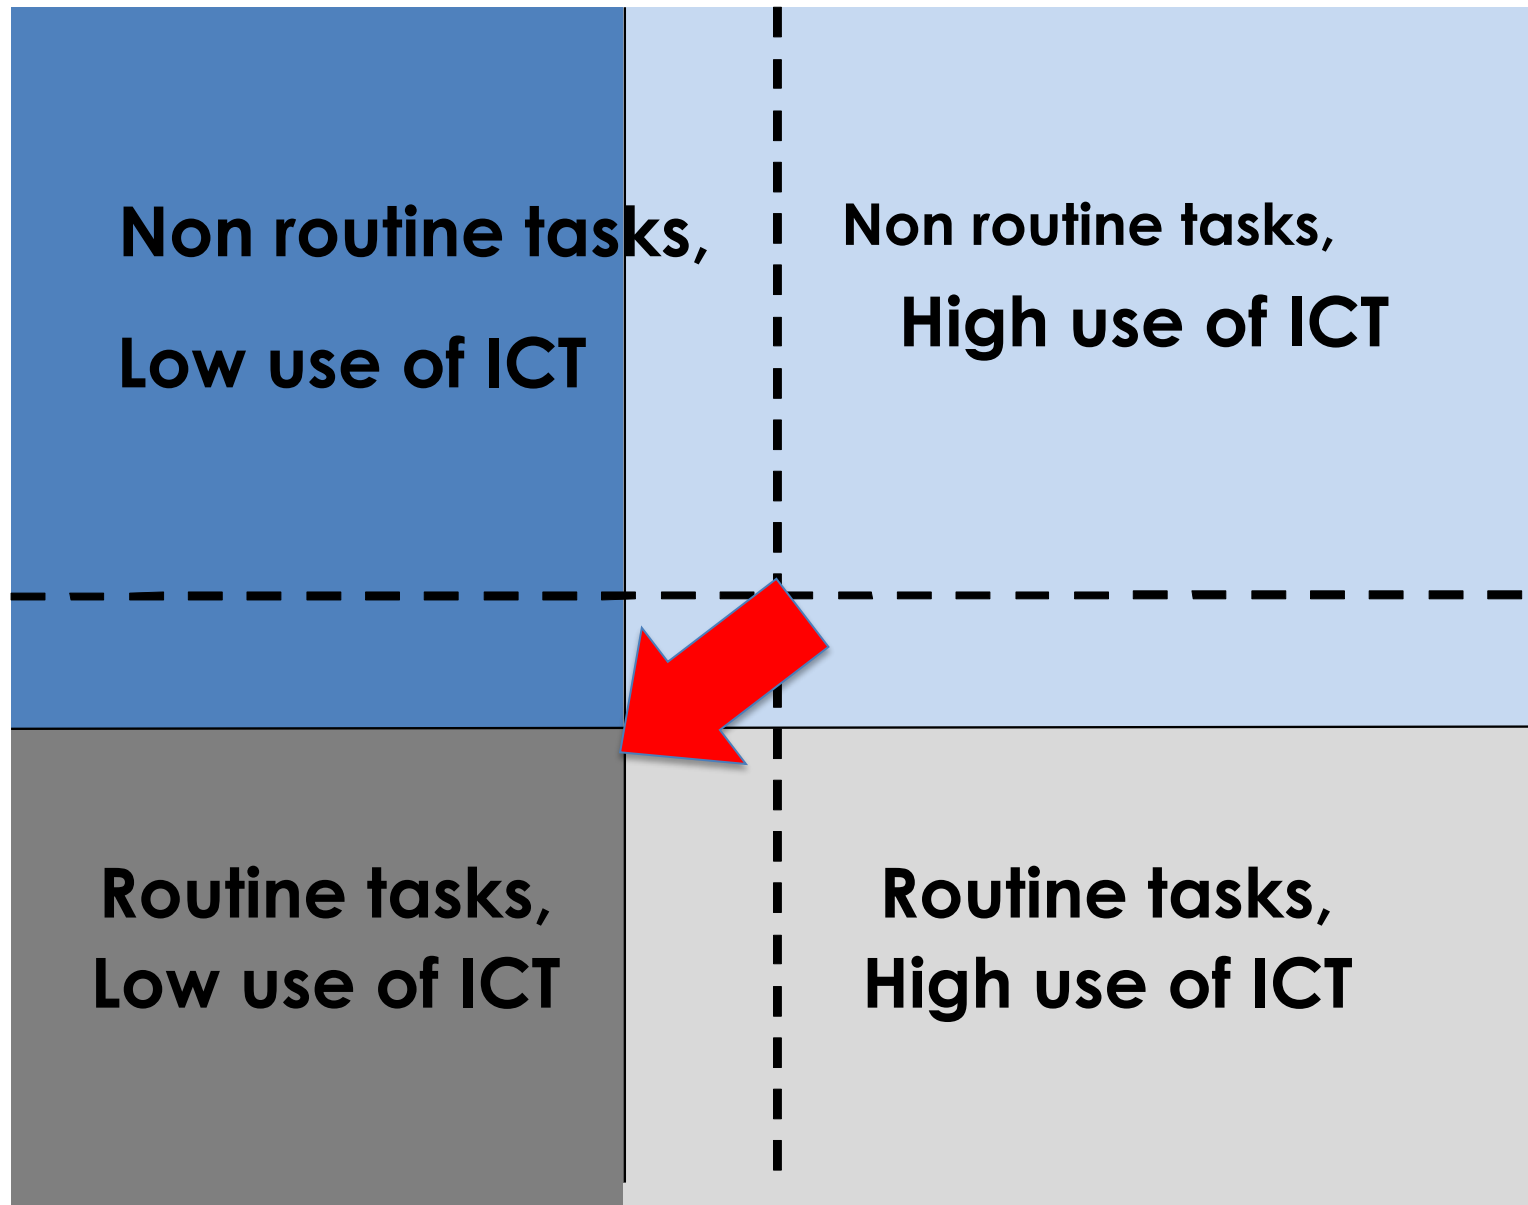 Non routine tasks,
Low use of ICT
Non routine tasks,
High use of ICT
Routine tasks,
Low use of ICT
Routine tasks,
High use of ICT